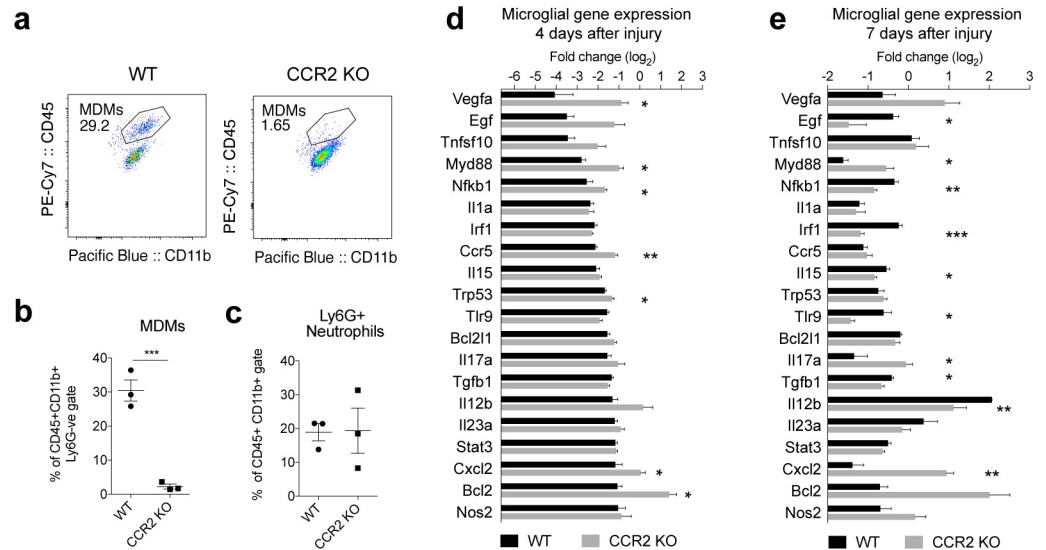 a
WT
CCR2 KO
MDMs
29.2
MDMs
1.65
PE-Cy7 :: CD45
PE-Cy7 :: CD45
Pacific Blue :: CD11b
Pacific Blue :: CD11b
b
MDMs
% of CD45+CD11b+
Ly6G-ve gate
40
30
20
10
0
***
WT
CCR2 KO
c
Ly6G+
Neutrophils
% of CD45+ CD11b+ gate
40
30
20
10
0
WT
CCR2 KO
d
Microglial gene expression
4 days after injury
Fold change (log2)
-6 -5 -4 -3 -2 -1 0 1 2 3
Vegfa *
Egf
Tnfsf10
Myd88 *
Nfkb1 *
Il1a
Irf1
Ccr5 **
Il15
Trp53 *
Tlr9
Bcl2l1
Il17a
Tgfb1
Il12b
Il23a
Stat3
Cxcl2 *
Bcl2 *
Nos2
WT CCR2 KO
e
Microglial gene expression
7 days after injury
Fold change (log2)
-2 -1 0 1 2 3
Vegfa
Egf *
Tnfsf10
Myd88 *
Nfkb1 **
Il1a
Irf1 ***
Ccr5
Il15 *
Trp53
Tlr9 *
Bcl2l1
Il17a *
Tgfb1 *
Il12b **
Il23a
Stat3
Cxcl2 **
Bcl2
Nos2
WT CCR2 KO